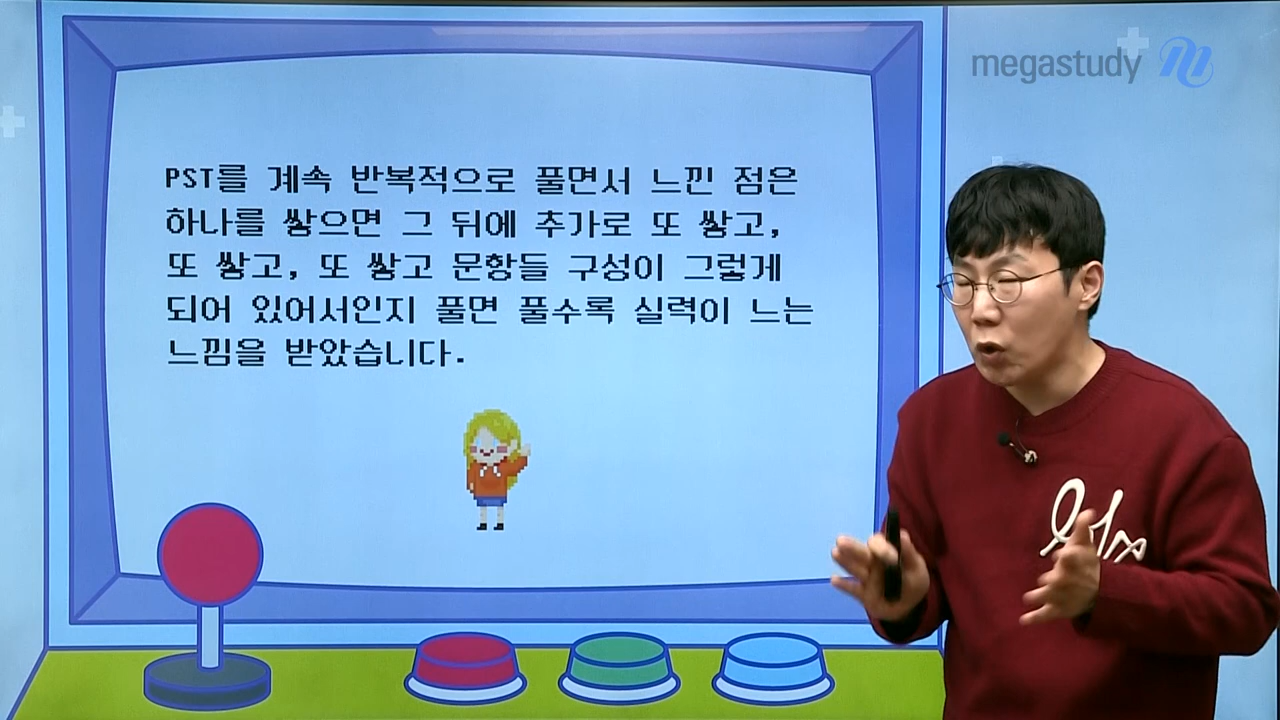 megastudy
PST를 계속 반복적으로 풀면서 느낀 점은
하나를 쌓으면 그 뒤에 추가로 또 쌓고,
또 쌓고, 또 쌓고 문항들 구성이 그렇게
되어 있어서인지 풀면 풀수록 실력이 느는
느낌을 받았습니다.